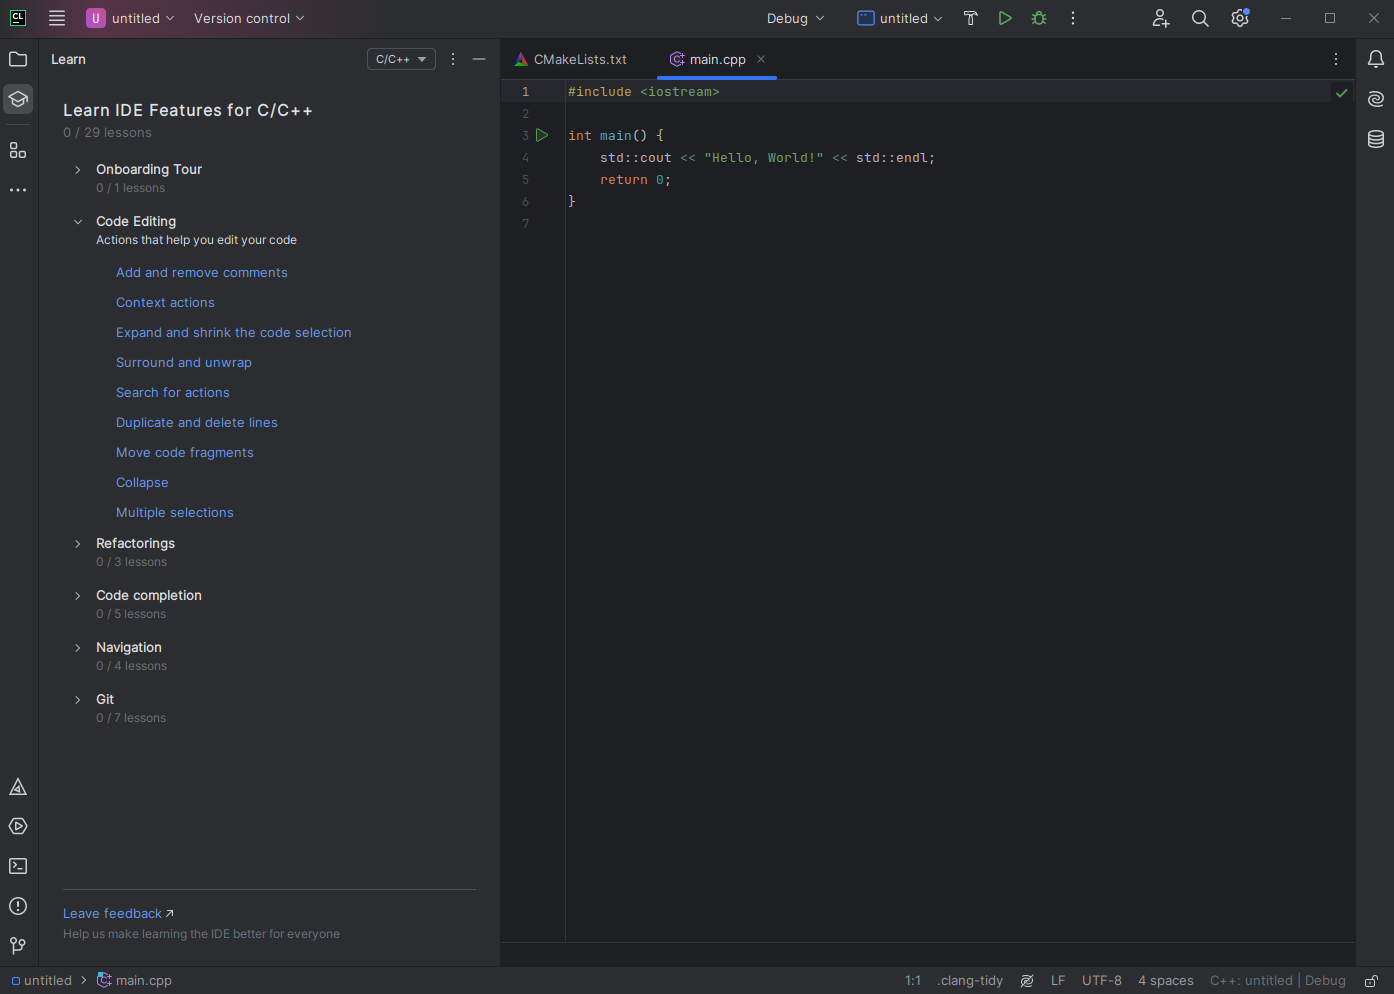 CL
U untitled Version control Debug untitled
Learn C/C++
CMakeLists.txt main.cpp
Learn IDE Features for C/C++
0 / 29 lessons
Onboarding Tour
0 / 1 lessons
Code Editing
Actions that help you edit your code
Add and remove comments
Context actions
Expand and shrink the code selection
Surround and unwrap
Search for actions
Duplicate and delete lines
Move code fragments
Collapse
Multiple selections
Refactorings
0 / 3 lessons
Code completion
0 / 5 lessons
Navigation
0 / 4 lessons
Git
0 / 7 lessons
Leave feedback
Help us make learning the IDE better for everyone
1 #include <iostream>
2
3 int main() {
4     std::cout << "Hello, World!" << std::endl;
5     return 0;
6 }
7
untitled main.cpp 1:1 .clang-tidy LF UTF-8 4 spaces C++: untitled | Debug